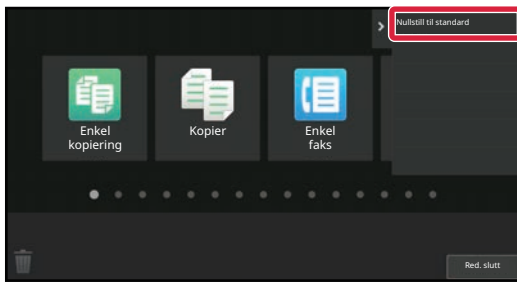 Nullstill til standard
Enkel
kopiering
Kopier
Enkel
faks
Red. slutt